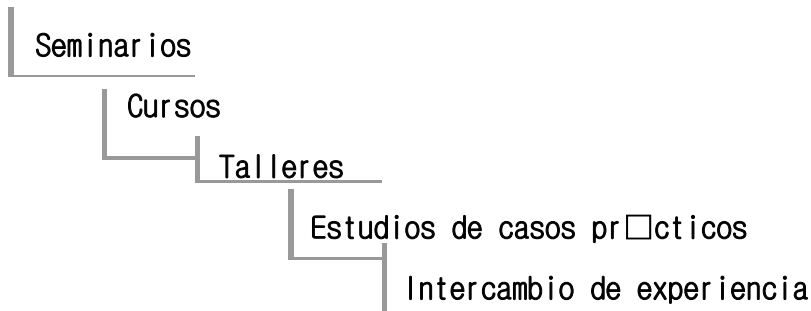 Seminarios
Cursos
Talleres
Estudios de casos pr□cticos
Intercambio de experiencia